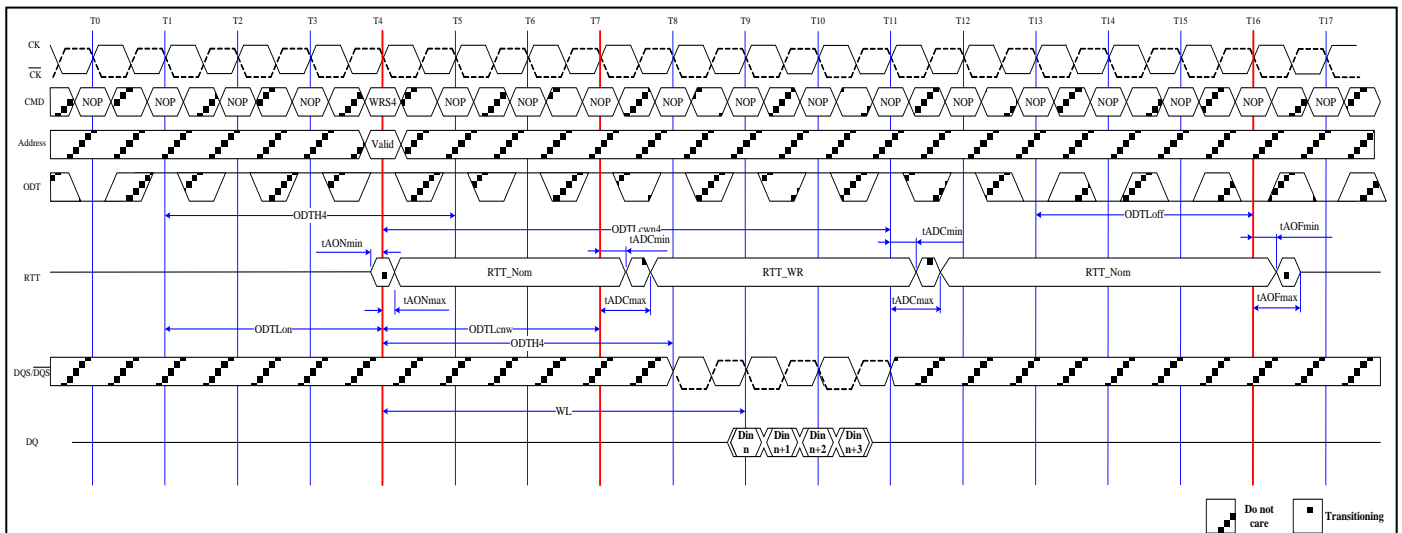 T0 T1 T2 T3 T4 T5 T6 T7 T8 T9 T10 T11 T12 T13 T14 T15 T16 T17
CK
CK
CMD NOP NOP NOP NOP WRS4 NOP NOP NOP NOP NOP NOP NOP NOP NOP NOP NOP NOP NOP
Address Valid
ODT
ODTH4 ODTLoff
ODTLcwn4
tADCmin tADCmin
tAONmin tAOFmin
RTT RTT_Nom RTT_WR RTT_Nom
tAONmax tADCmax tADCmax tAOFmax
ODTLon ODTLcnw
ODTH4
DQS/DQS
WL
DQ Din n Din n+1 Din n+2 Din n+3
Do not care Transitioning